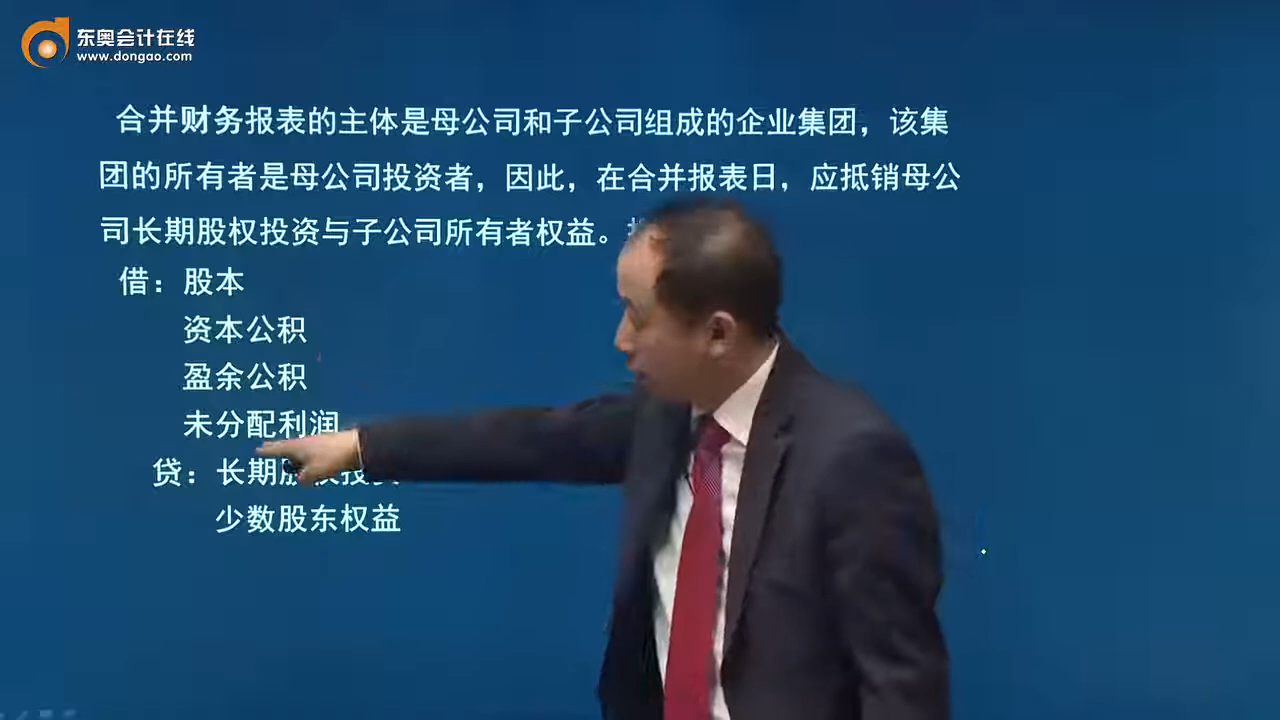 东奥会计在线
www.dongao.com
合并财务报表的主体是母公司和子公司组成的企业集团，该集
团的所有者是母公司投资者，因此，在合并报表日，应抵销母公
司长期股权投资与子公司所有者权益。
借：股本
资本公积
盈余公积
未分配利润
贷：长期股权投资
少数股东权益